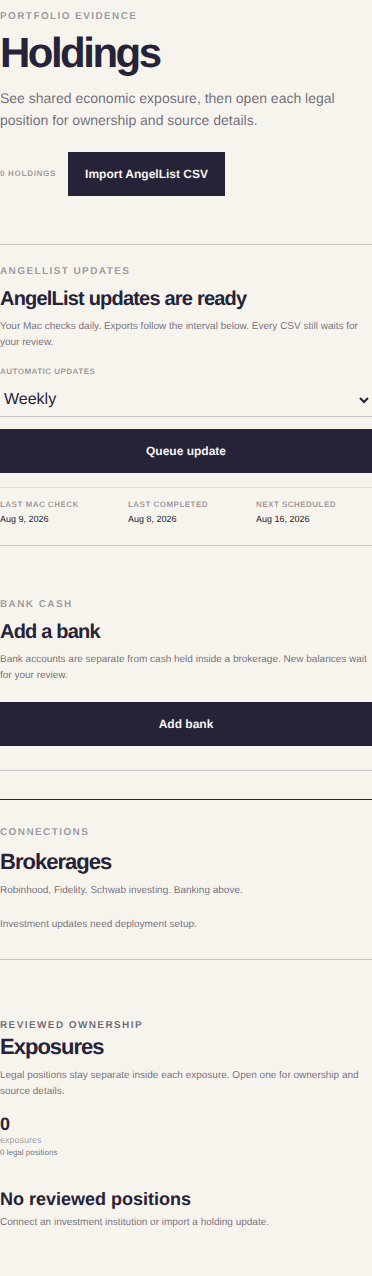 PORTFOLIO EVIDENCE
Holdings
See shared economic exposure, then open each legal
position for ownership and source details.
0 HOLDINGS
Import AngelList CSV
ANGELLIST UPDATES
AngelList updates are ready
Your Mac checks daily. Exports follow the interval below. Every CSV still waits for
your review.
AUTOMATIC UPDATES
Weekly
Queue update
LAST MAC CHECK
Aug 9, 2026
LAST COMPLETED
Aug 8, 2026
NEXT SCHEDULED
Aug 16, 2026
BANK CASH
Add a bank
Bank accounts are separate from cash held inside a brokerage. New balances wait
for your review.
Add bank
CONNECTIONS
Brokerages
Robinhood, Fidelity, Schwab investing. Banking above.
Investment updates need deployment setup.
REVIEWED OWNERSHIP
Exposures
Legal positions stay separate inside each exposure. Open one for ownership and
source details.
0
exposures
0 legal positions
No reviewed positions
Connect an investment institution or import a holding update.